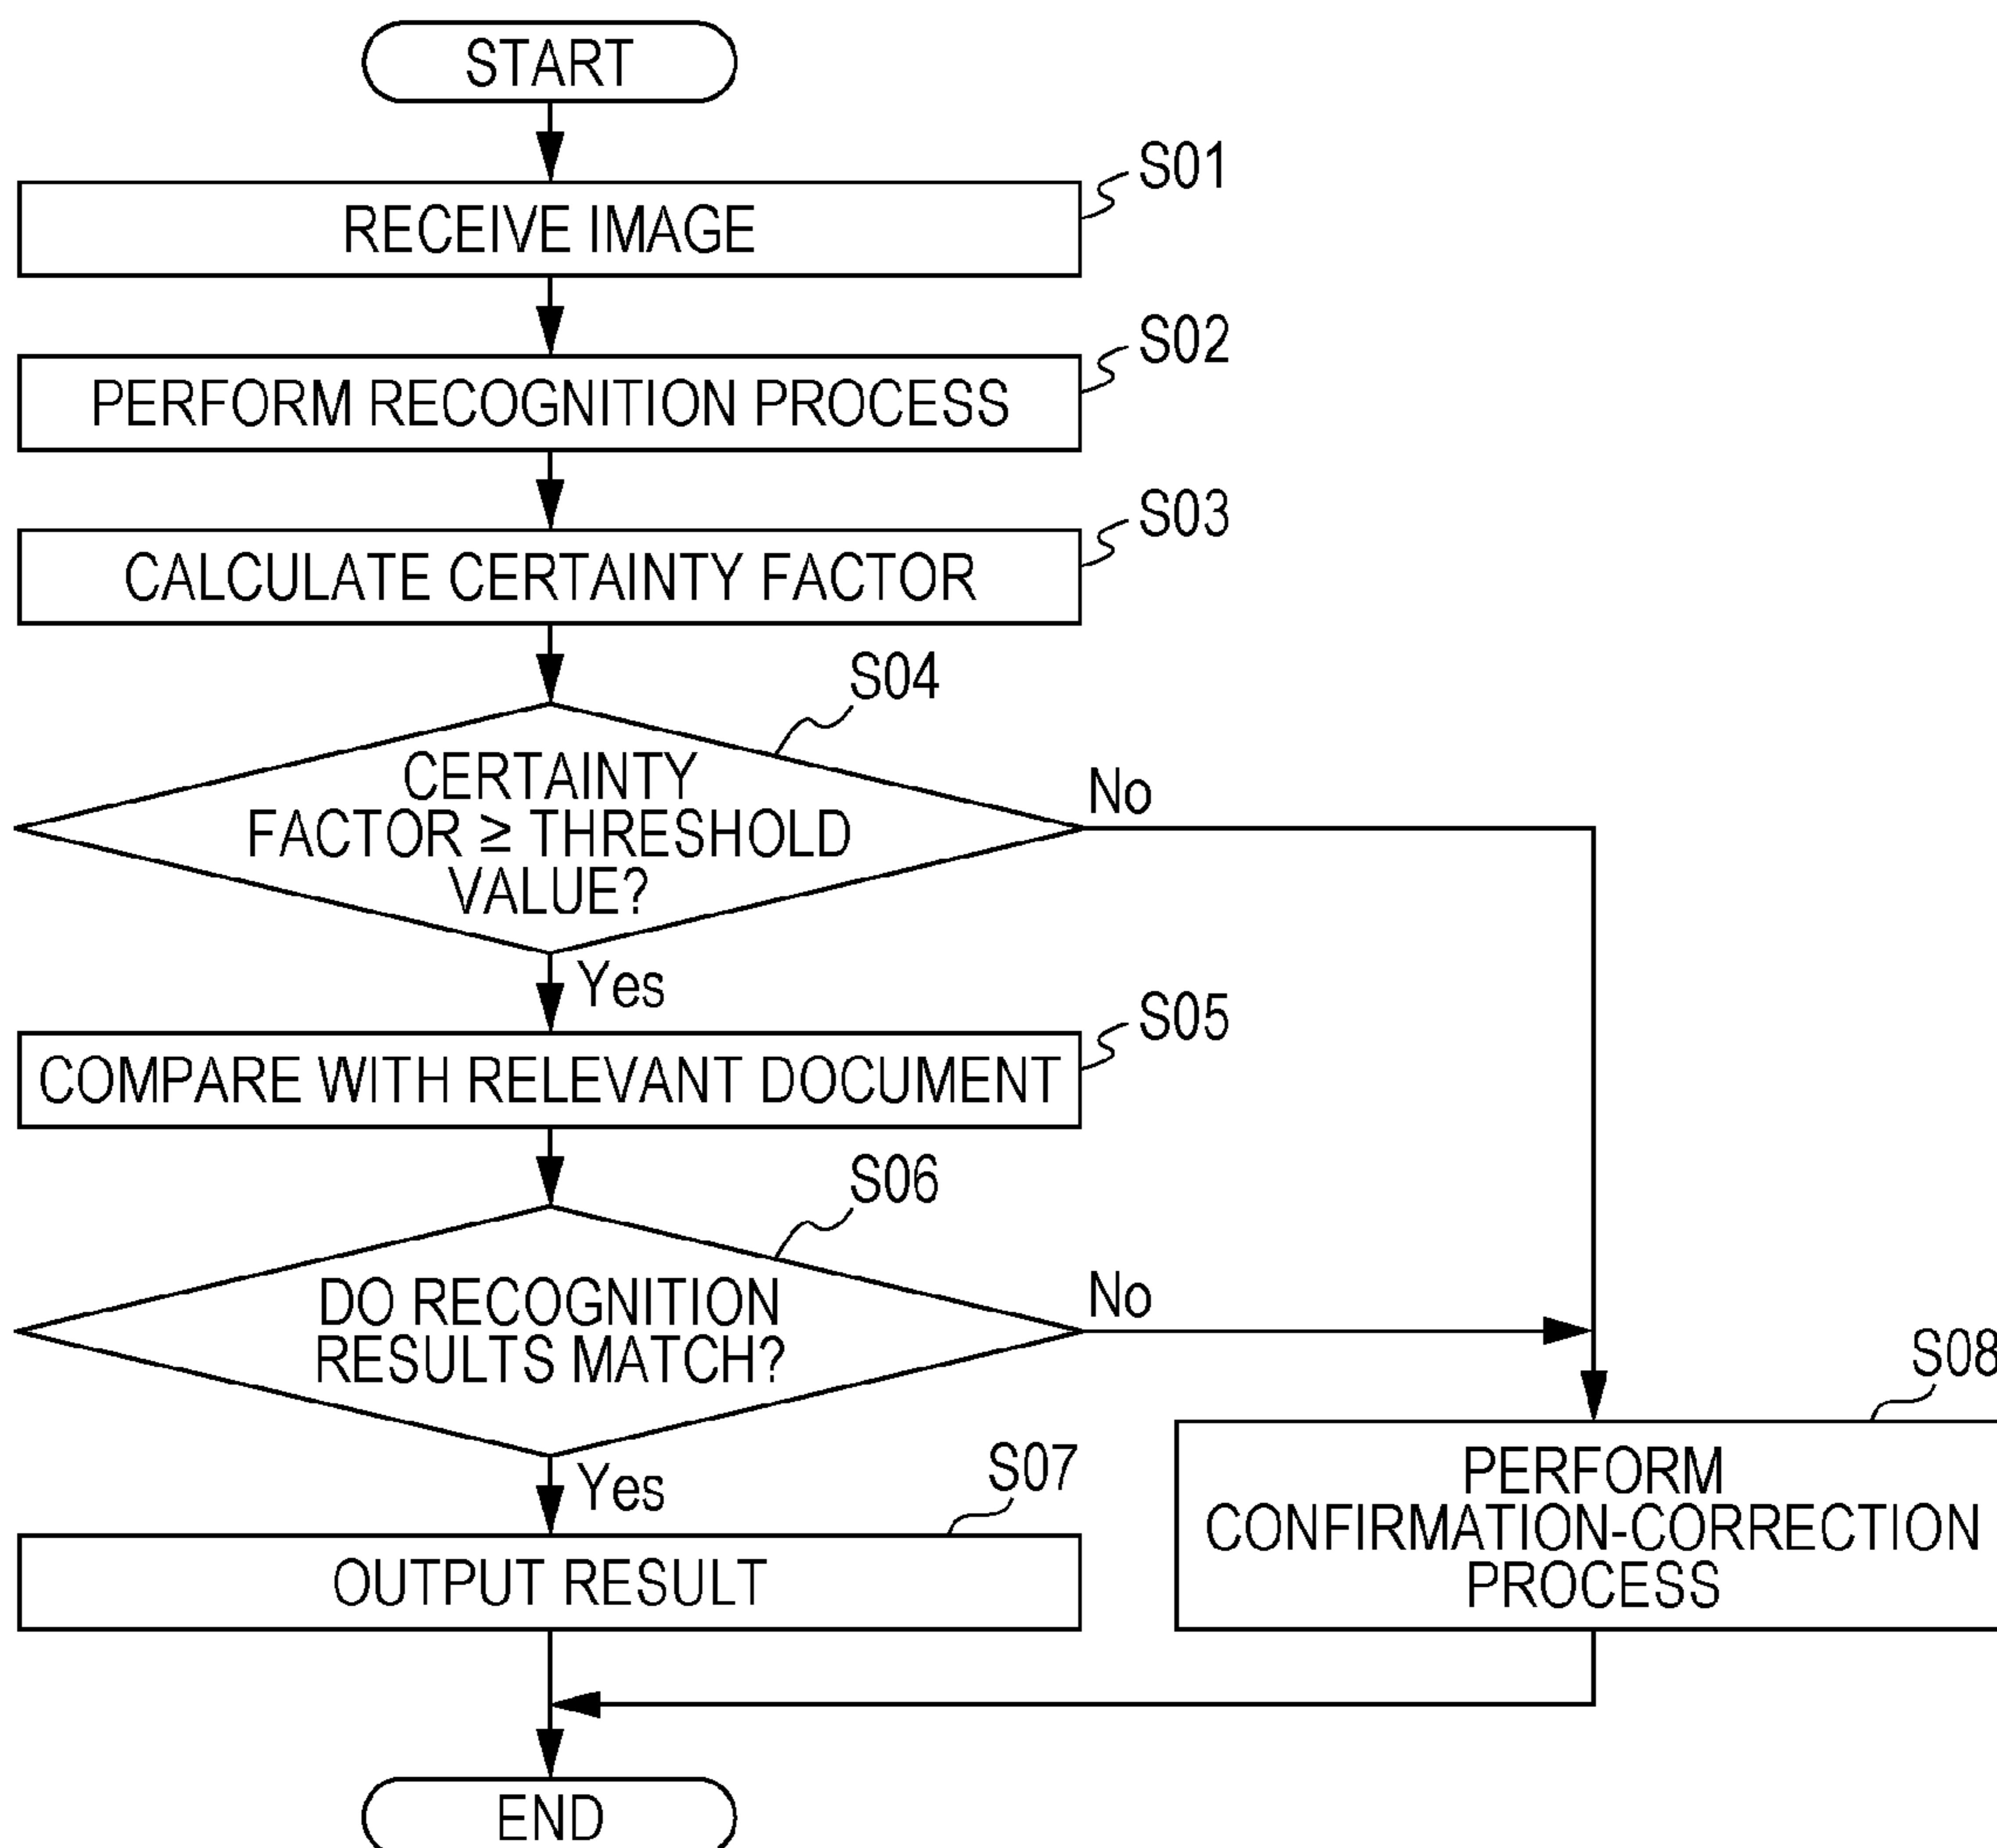 START
S01
RECEIVE IMAGE
S02
PERFORM RECOGNITION PROCESS
S03
CALCULATE CERTAINTY FACTOR
S04
CERTAINTY
FACTOR ≥ THRESHOLD
VALUE?
No
Yes
S05
COMPARE WITH RELEVANT DOCUMENT
S06
DO RECOGNITION
RESULTS MATCH?
No
Yes
S07
OUTPUT RESULT
S08
PERFORM
CONFIRMATION-CORRECTION
PROCESS
END